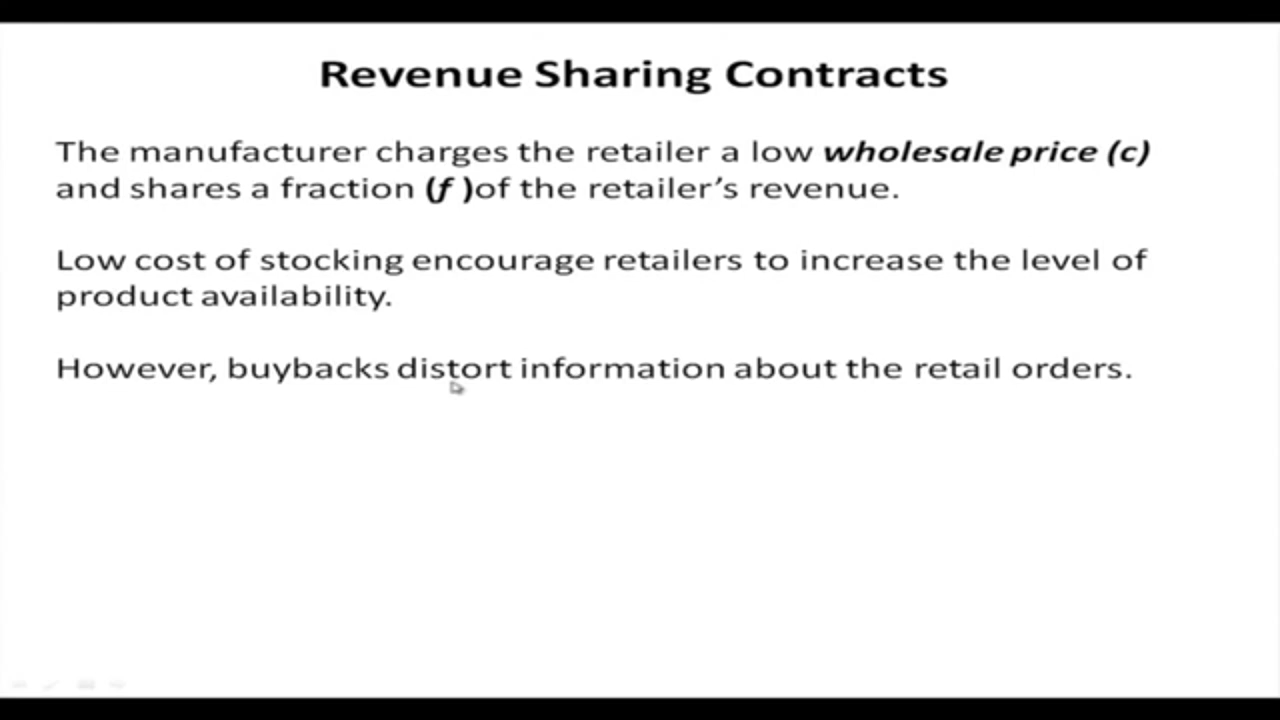 Revenue Sharing Contracts
The manufacturer charges the retailer a low wholesale price (c)
and shares a fraction (f )of the retailer’s revenue.
Low cost of stocking encourage retailers to increase the level of
product availability.
However, buybacks distort information about the retail orders.